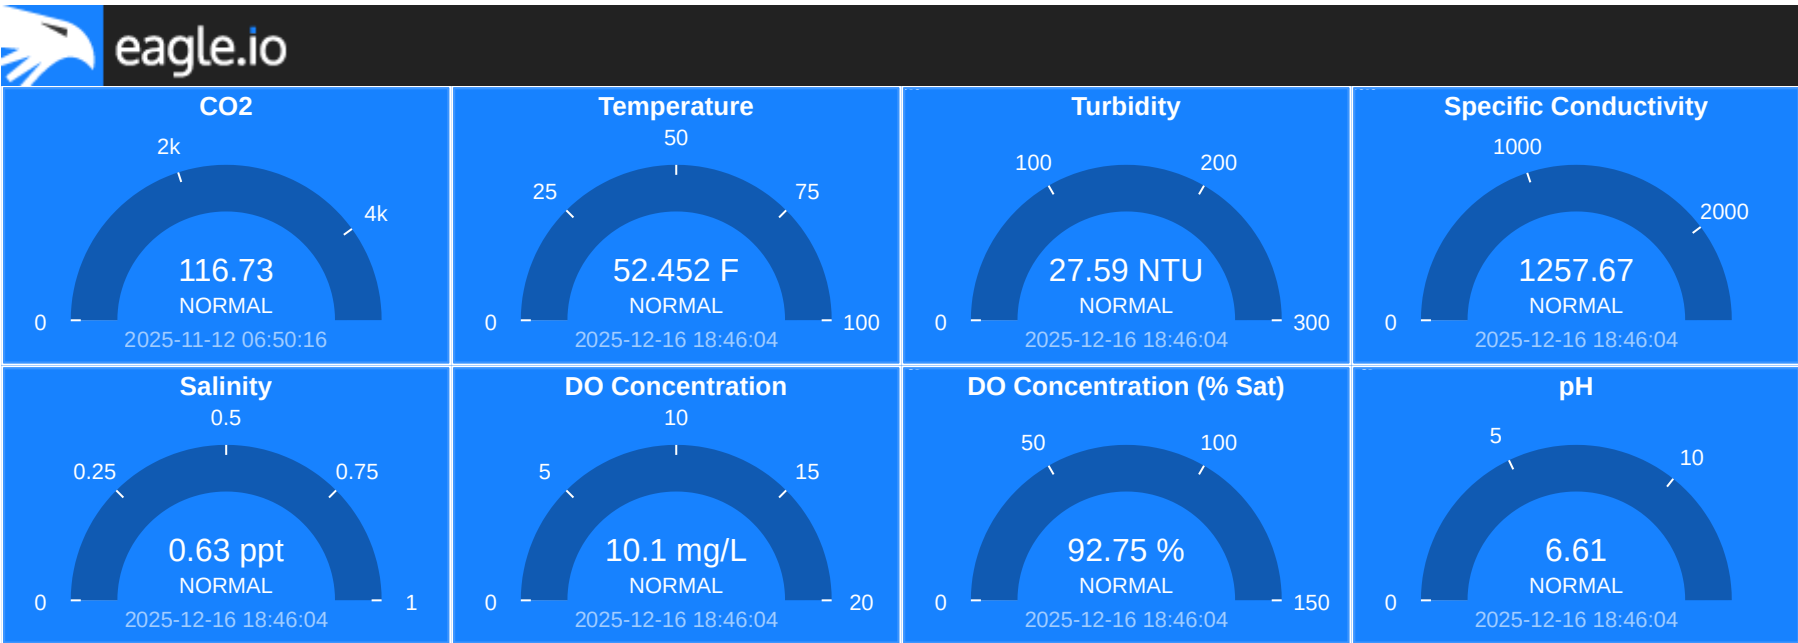 eagle.io
CO2
2k
4k
0
116.73
NORMAL
2025-11-12 06:50:16
Temperature
50
25
75
0
100
52.452 F
NORMAL
2025-12-16 18:46:04
Turbidity
100
200
0
300
27.59 NTU
NORMAL
2025-12-16 18:46:04
Specific Conductivity
1000
2000
0
1257.67
NORMAL
2025-12-16 18:46:04
Salinity
0.5
0.25
0.75
0
1
0.63 ppt
NORMAL
2025-12-16 18:46:04
DO Concentration
10
5
15
0
20
10.1 mg/L
NORMAL
2025-12-16 18:46:04
DO Concentration (% Sat)
50
100
0
150
92.75 %
NORMAL
2025-12-16 18:46:04
pH
5
10
0
6.61
NORMAL
2025-12-16 18:46:04